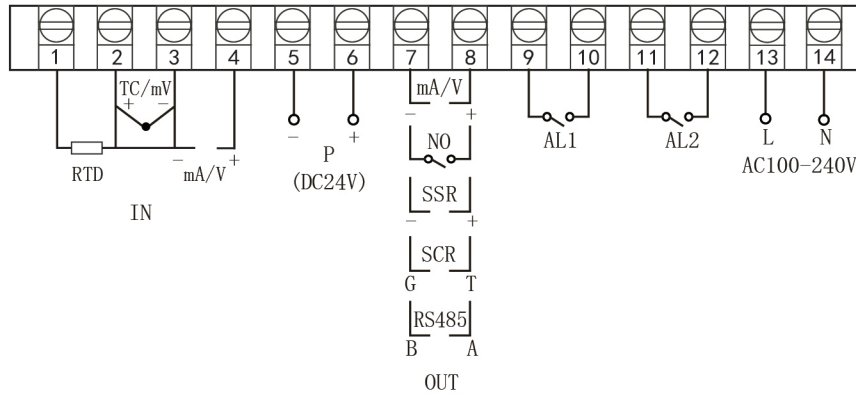 1 2 3 4 5 6 7 8 9 10 11 12 13 14
TC/mV
+ −
RTD
− +
mA/V
IN
− +
P
(DC24V)
mA/V
− +
NO
SSR
− +
SCR
G T
RS485
B A
OUT
AL1
AL2
L N
AC100-240V